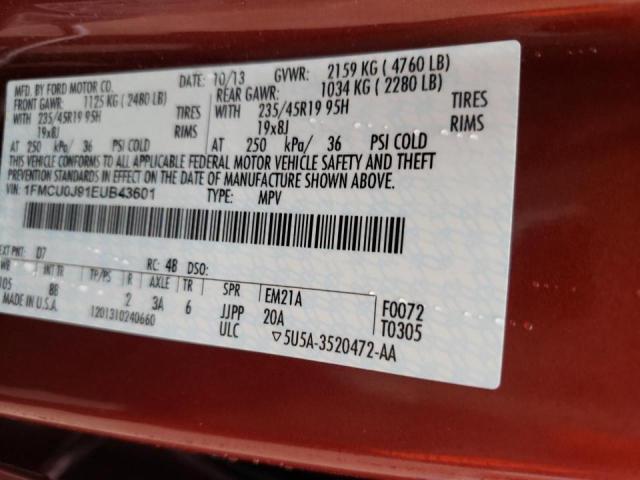 MFD. BY FORD MOTOR CO. DATE: 10/13 GVWR: 2159 KG ( 4760 LB)
FRONT GAWR: 1125 KG ( 2480 LB) REAR GAWR: 1034 KG ( 2280 LB)
WITH 235/45R19 95H TIRES WITH 235/45R19 95H TIRES
19x8J RIMS 19x8J RIMS
AT 250 kPa/ 36 PSI COLD AT 250 kPa/ 36 PSI COLD
THIS VEHICLE CONFORMS TO ALL APPLICABLE FEDERAL MOTOR VEHICLE SAFETY AND THEFT
PREVENTION STANDARDS IN EFFECT ON THE DATE OF MANUFACTURE SHOWN ABOVE.
VIN: 1FMCU0J91EUB43601 TYPE: MPV
EXT PNT: D7 RC: 48 DSO:
WB INT TR TP/PS R AXLE TR SPR EM21A F0072
105 88 2 3A 6 JJPP 20A T0305
MADE IN U.S.A. 1201310240660 ULC ▽5U5A-3520472-AA